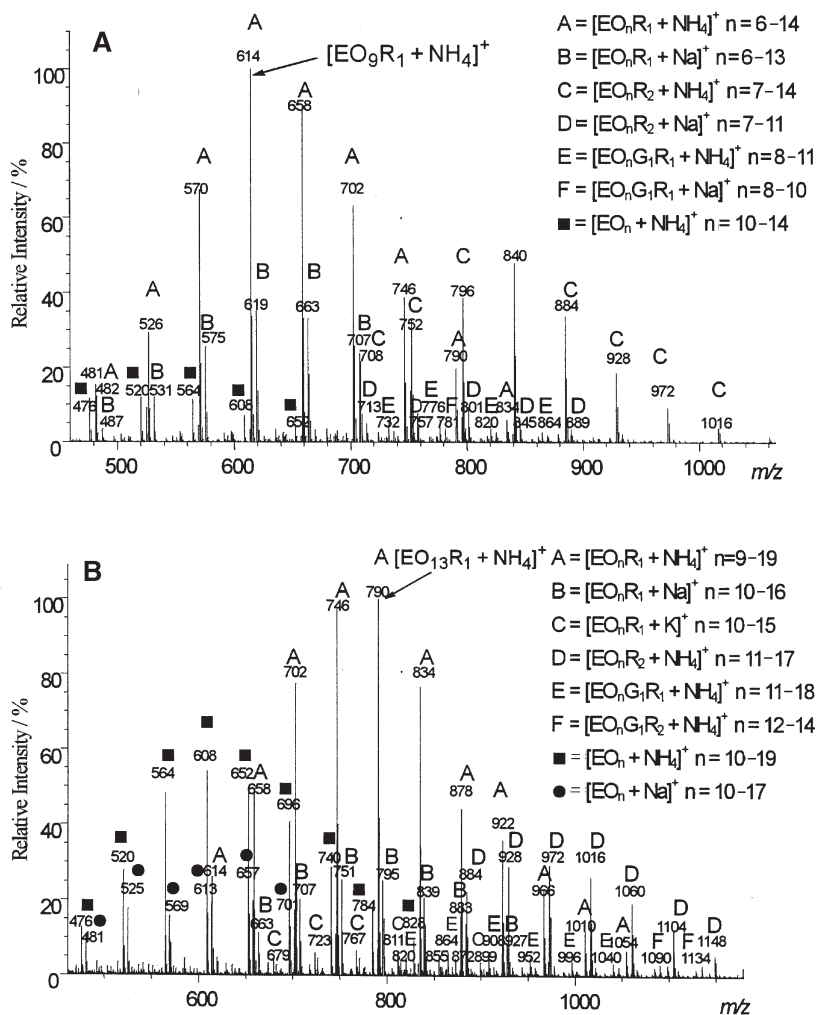 A
A = [EOnR1 + NH4]+ n=6-14
B = [EOnR1 + Na]+ n=6-13
C = [EOnR2 + NH4]+ n=7-14
D = [EOnR2 + Na]+ n=7-11
E = [EOnG1R1 + NH4]+ n=8-11
F = [EOnG1R1 + Na]+ n=8-10
■ = [EOn + NH4]+ n = 10-14
[EO9R1 + NH4]+
A 614
A 658
A 570
A 702
840
A 746
C 796
C 884
A 526
B 619
B 663
C 752
B 707
C 708
B 575
A 790
C 928
C 972
C 1016
481
A 482
■ 476
B 487
■ 520
B 531
■ 564
■ 608
■ 652
D 713
E 732
D 757
E 776
F 781
D 801
E 820
A 834
D 845
E 864
D 889
Relative Intensity / %
100
80
60
40
20
0
500 600 700 800 900 1000 m/z
B
A [EO13R1 + NH4]+
A = [EOnR1 + NH4]+ n=9-19
B = [EOnR1 + Na]+ n = 10-16
C = [EOnR1 + K]+ n = 10-15
D = [EOnR2 + NH4]+ n = 11-17
E = [EOnG1R1 + NH4]+ n = 11-18
F = [EOnG1R2 + NH4]+ n = 12-14
■ = [EOn + NH4]+ n = 10-19
● = [EOn + Na]+ n = 10-17
790
A 746
A 702
A 834
■ 608
■ 564
■ 652
A 658
■ 696
A 878
A 922
■ 520
■ 740
B 751
B 795
D 884
D 928
D 972
D 1016
D 1060
● 525
● 569
● 613
A 614
● 657
● 701
B 707
■ 784
■ 828
B 839
B 883
A 966
■ 476
● 481
B 663
C 679
C 723
C 767
C 811
E 820
855
E 864
872
C 899
E 908
B 927
E 952
E 996
A 1010
E 1040
A 1054
F 1090
D 1104
F 1134
D 1148
Relative Intensity / %
100
80
60
40
20
0
600 800 1000 m/z